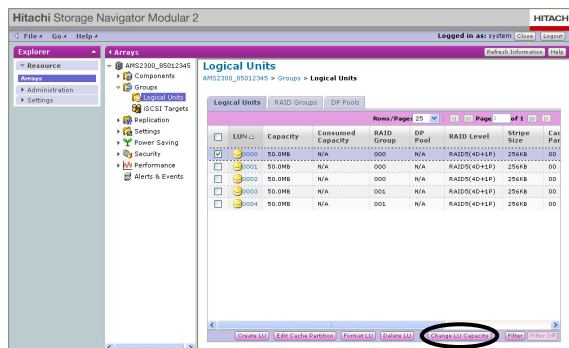 Hitachi Storage Navigator Modular 2
HITACHI
File Go Help
Logged in as: system Close Logout
Explorer
Arrays
Refresh Information Help
Resource
Arrays
Administration
Settings
AMS2300_85012345
Components
Groups
Logical Units
iSCSI Targets
Replication
Settings
Power Saving
Security
Performance
Alerts & Events
Logical Units
AMS2300_85012345 > Groups > Logical Units
Logical Units RAID Groups DP Pools
Rows/Page: 25 Page 1 of 1
LUN Capacity Consumed Capacity RAID Group DP Pool RAID Level Stripe Size
0000 50.0MB N/A 000 N/A RAID5(4D+1P) 256KB 00
0001 50.0MB N/A 000 N/A RAID5(4D+1P) 256KB 00
0002 50.0MB N/A 000 N/A RAID5(4D+1P) 256KB 00
0003 50.0MB N/A 001 N/A RAID5(4D+1P) 256KB 00
0004 50.0MB N/A 001 N/A RAID5(4D+1P) 256KB 00
Create LU Edit Cache Partition Format LU Delete LU Change LU Capacity Filter Filter Off